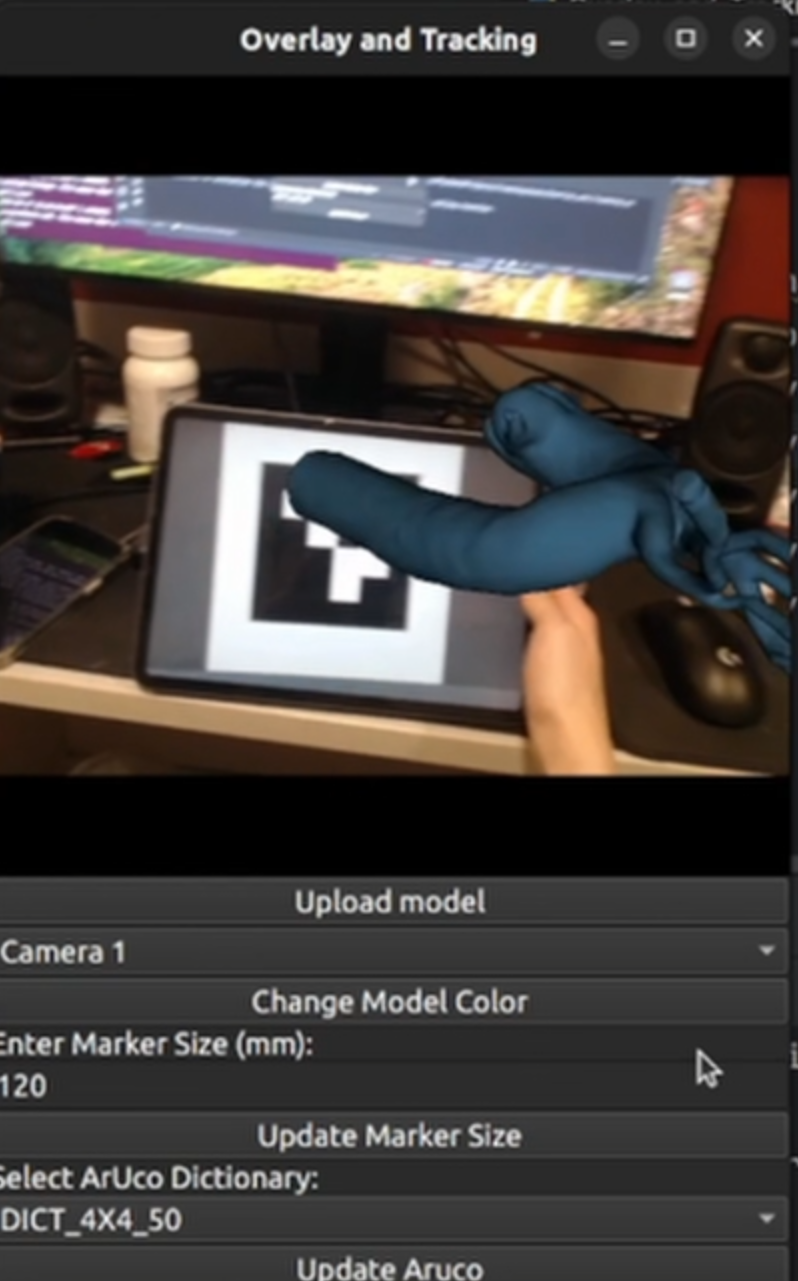 Overlay and Tracking
Upload model
Camera 1
Change Model Color
Enter Marker Size (mm):
120
Update Marker Size
Select ArUco Dictionary:
DICT_4X4_50
Update Aruco